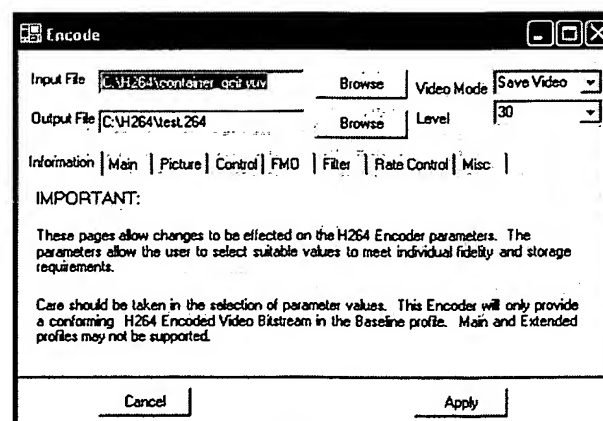 Encode
Input File C:\H264\container_qcif.yuv Browse Video Mode Save Video
Output File C:\H264\test.264 Browse Level 30
Information Main Picture Control FMO Filter Rate Control Misc
IMPORTANT:
These pages allow changes to be effected on the H264 Encoder parameters. The
parameters allow the user to select suitable values to meet individual fidelity and storage
requirements.
Care should be taken in the selection of parameter values. This Encoder will only provide
a conforming H264 Encoded Video Bitstream in the Baseline profile. Main and Extended
profiles may not be supported.
Cancel Apply